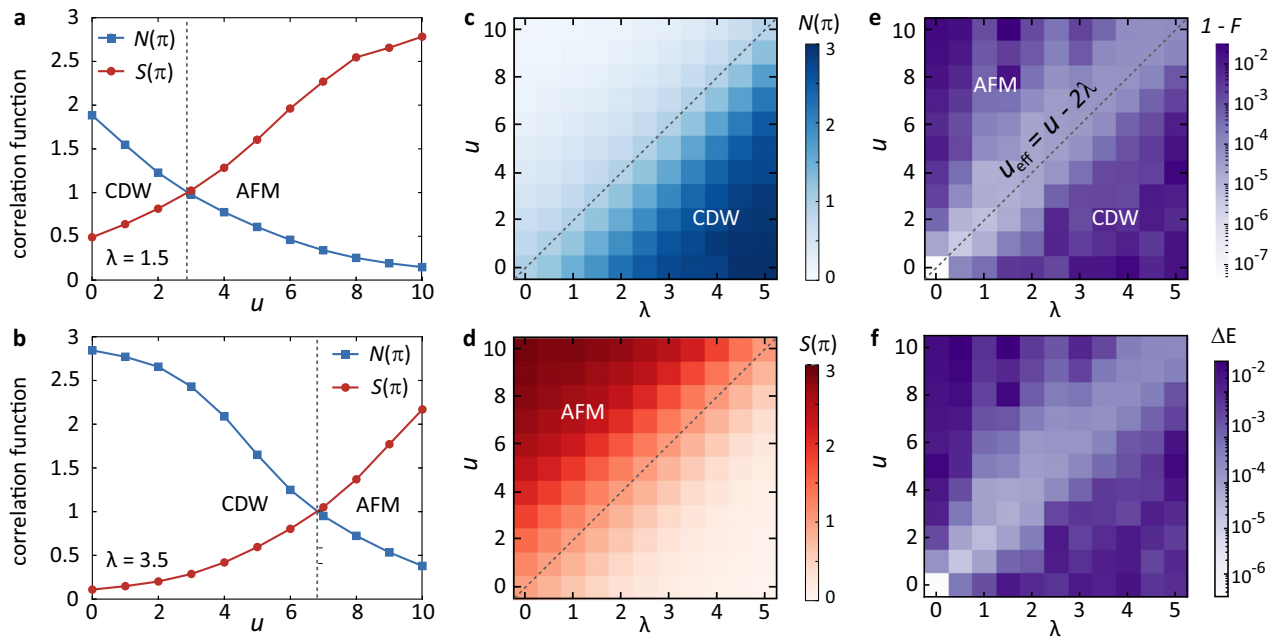 a
3
2.5
2
1.5
1
0.5
0
correlation function
N(π)
S(π)
CDW
AFM
λ = 1.5
0 2 4 6 8 10
u
b
3
2.5
2
1.5
1
0.5
0
correlation function
N(π)
S(π)
CDW
AFM
λ = 3.5
0 2 4 6 8 10
u
c
N(π)
10
8
6
4
2
0
u
CDW
0 1 2 3 4 5
λ
3
2
1
0
d
S(π)
10
8
6
4
2
0
u
AFM
0 1 2 3 4 5
λ
3
2
1
0
e
1 - F
10
8
6
4
2
0
u
AFM
u_eff = u - 2λ
CDW
0 1 2 3 4 5
λ
10⁻²
10⁻³
10⁻⁴
10⁻⁵
10⁻⁶
10⁻⁷
f
ΔE
10
8
6
4
2
0
u
0 1 2 3 4 5
λ
10⁻²
10⁻³
10⁻⁴
10⁻⁵
10⁻⁶